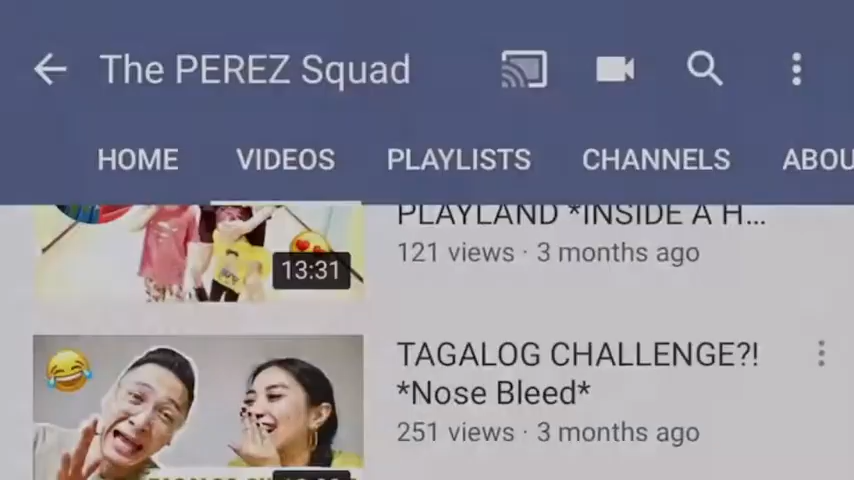 The PEREZ Squad
HOME VIDEOS PLAYLISTS CHANNELS ABOU
PLAYLAND *INSIDE A H...
121 views · 3 months ago
13:31
TAGALOG CHALLENGE?!
*Nose Bleed*
251 views · 3 months ago